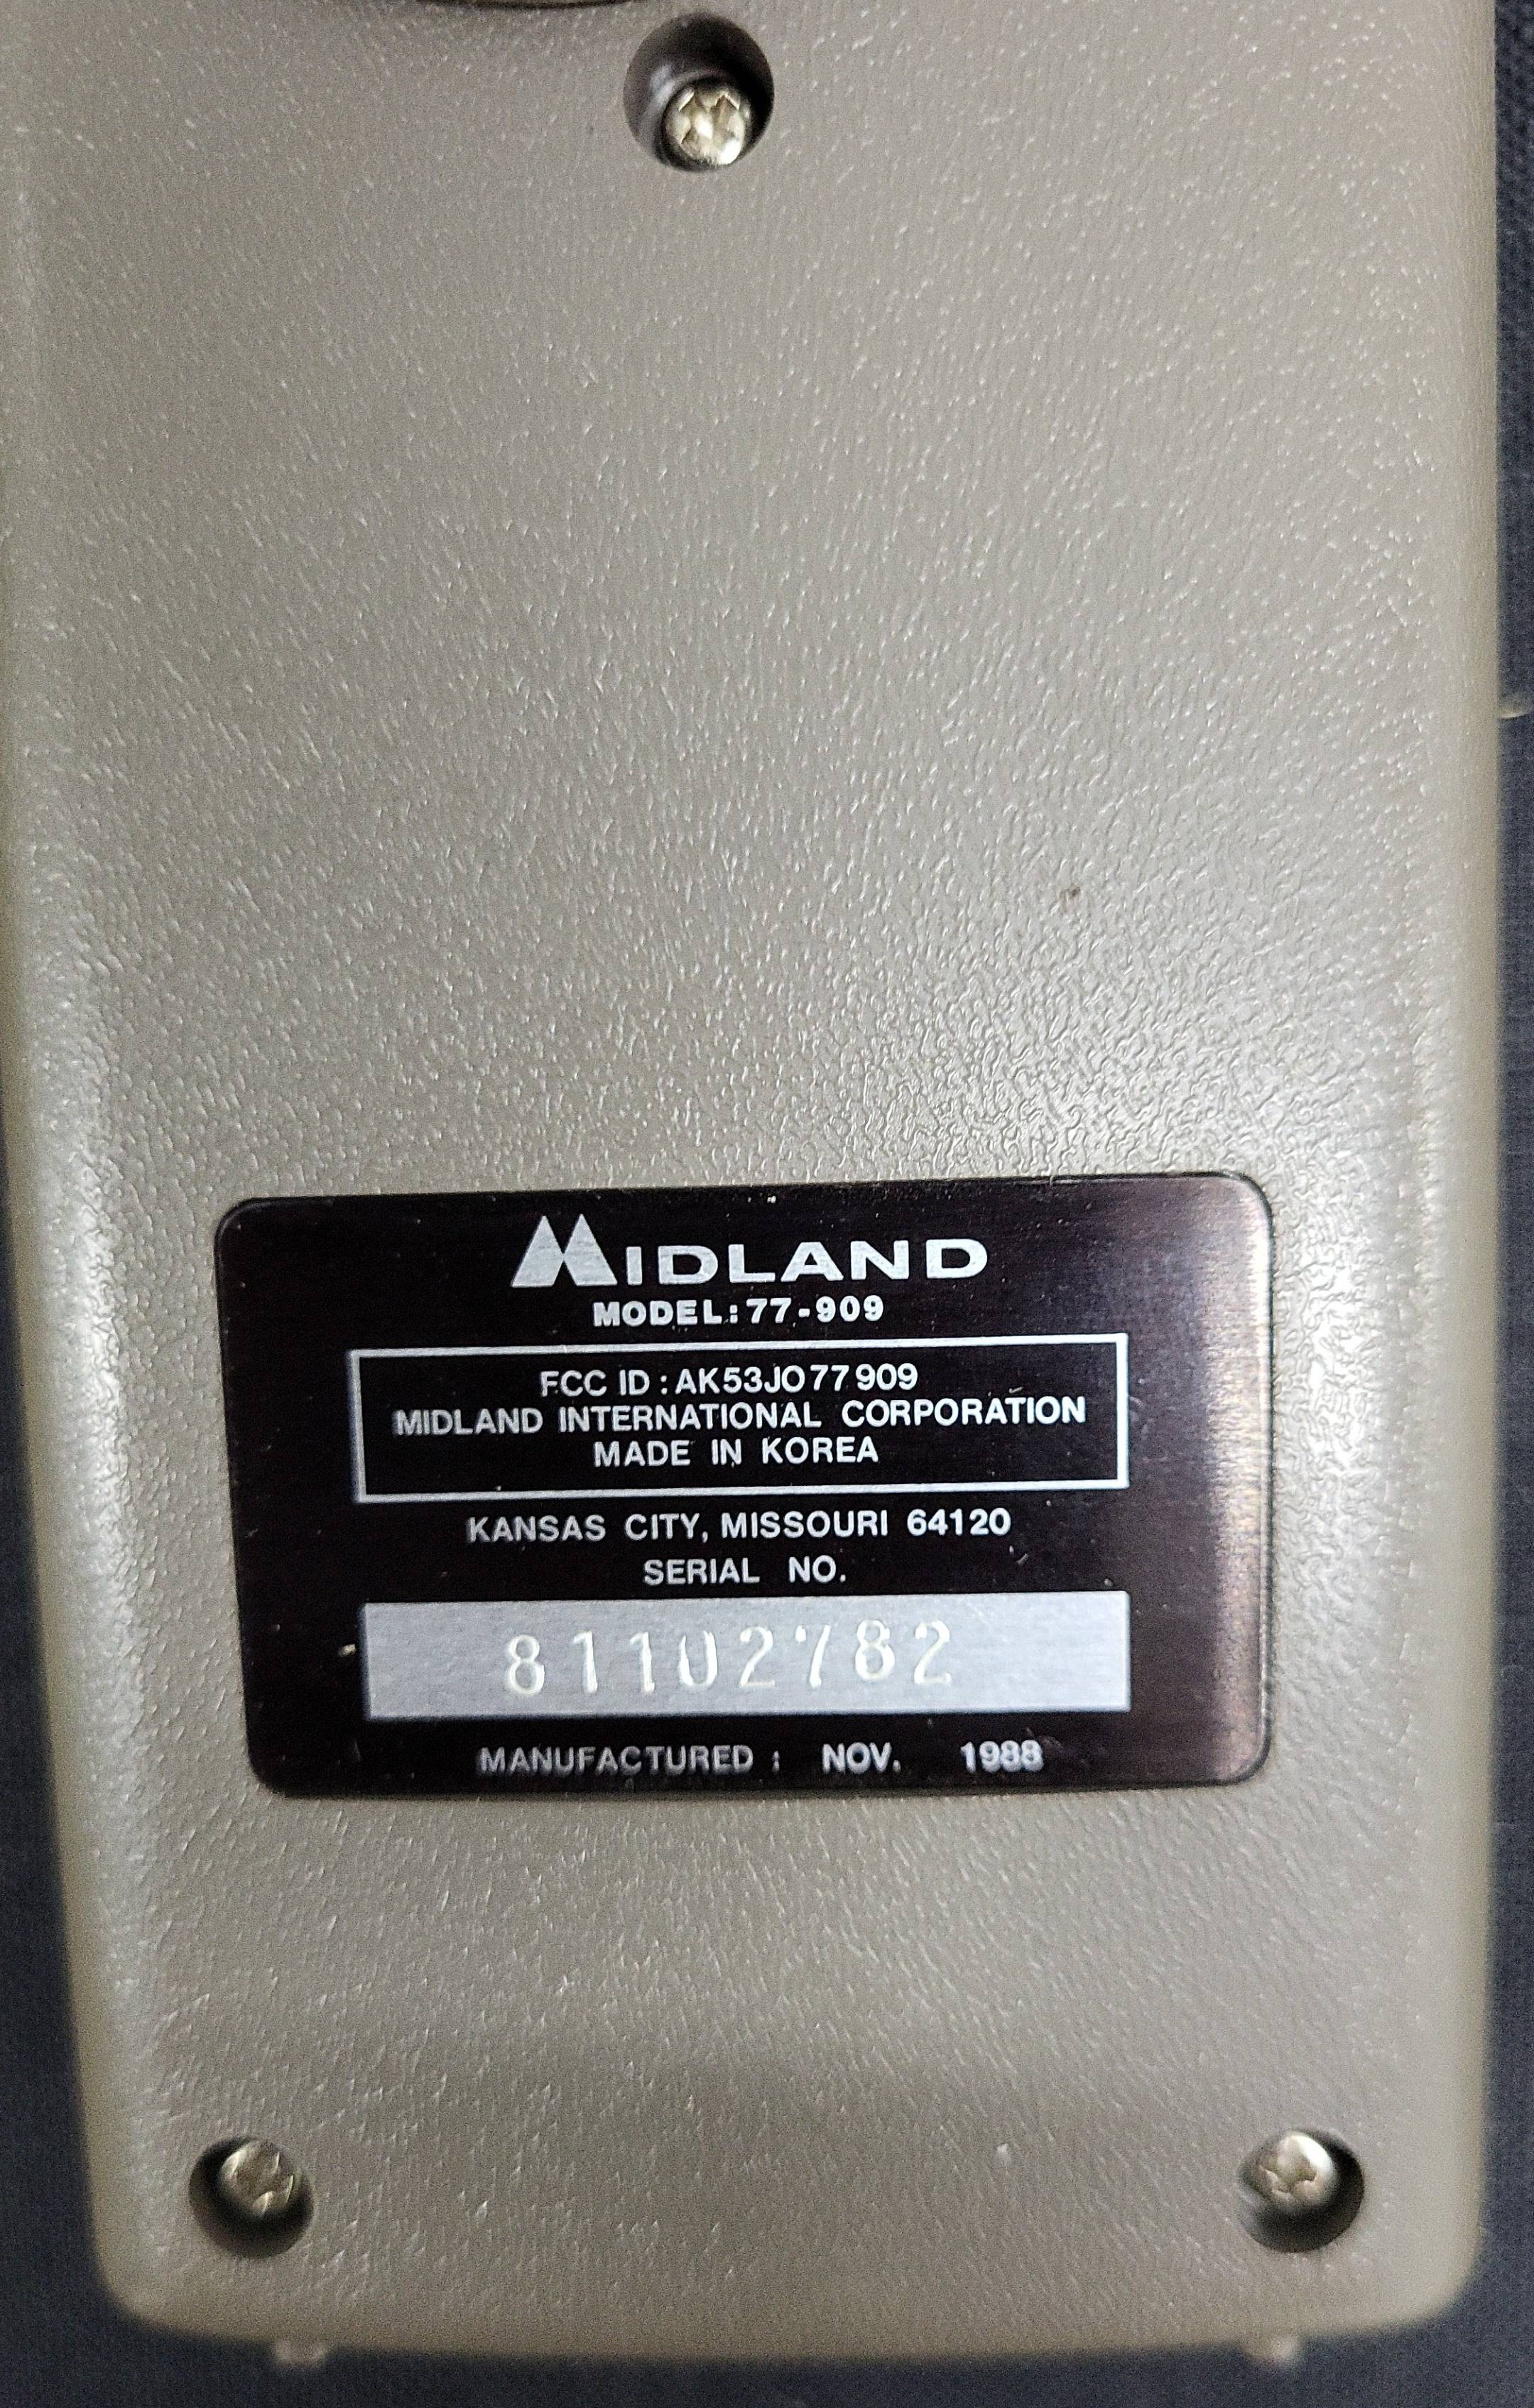 MIDLAND
MODEL: 77-909
FCC ID : AK53JO77909
MIDLAND INTERNATIONAL CORPORATION
MADE IN KOREA
KANSAS CITY, MISSOURI 64120
SERIAL NO.
81102782
MANUFACTURED : NOV. 1988